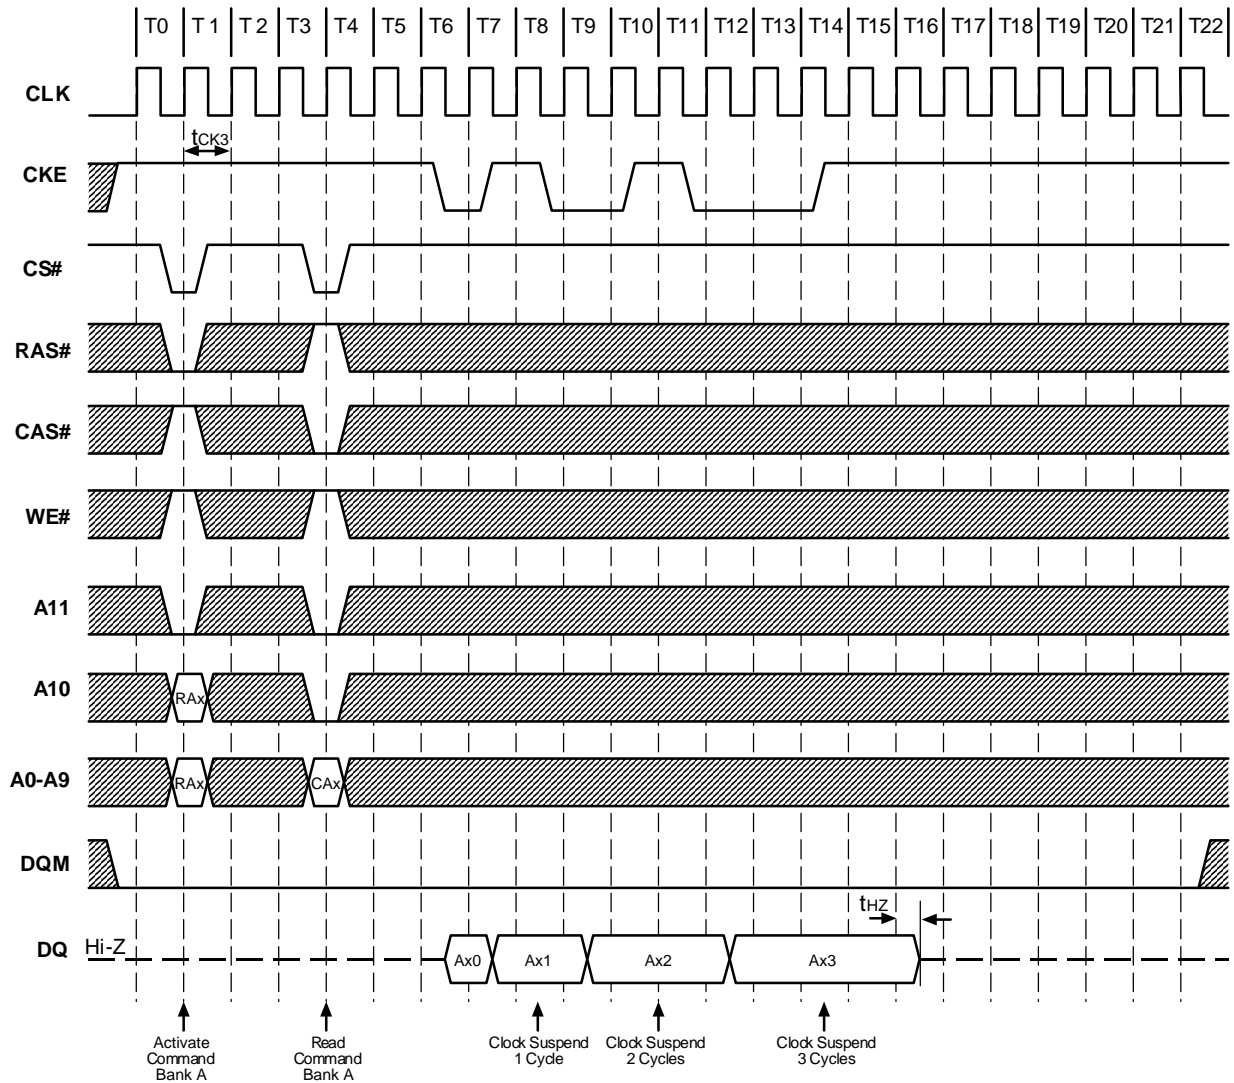 T0 T 1 T 2 T3 T4 T5 T6 T7 T8 T9 T10 T11 T12 T13 T14 T15 T16 T17 T18 T19 T20 T21 T22
CLK
tCK3
CKE
CS#
RAS#
CAS#
WE#
A11
A10
RAx
A0-A9
RAx CAx
DQM
tHZ
DQ
Hi-Z
Ax0 Ax1 Ax2 Ax3
Activate
Command
Bank A
Read
Command
Bank A
Clock Suspend
1 Cycle
Clock Suspend
2 Cycles
Clock Suspend
3 Cycles